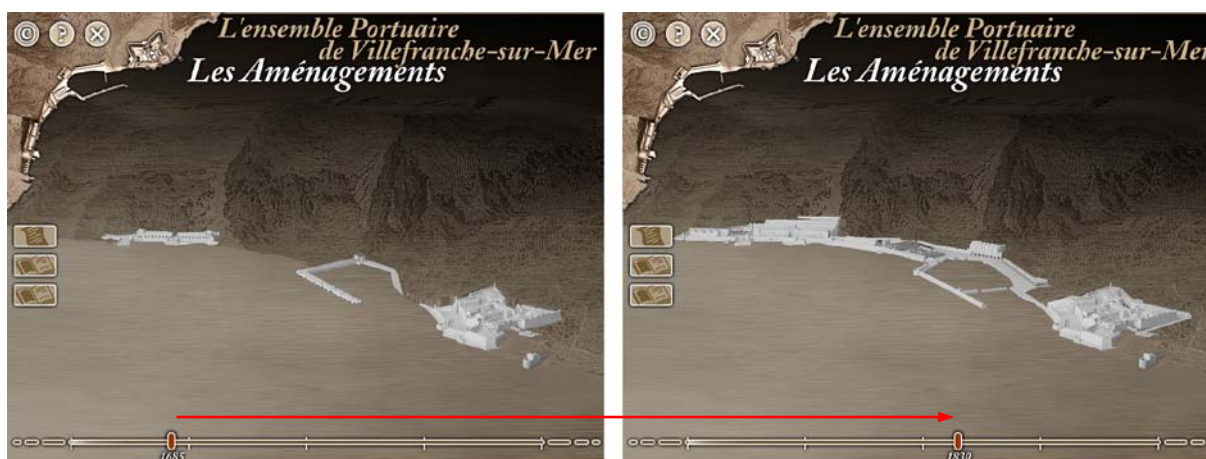 L'ensemble Portuaire
de Villefranche-sur-Mer
Les Aménagements
1685
L'ensemble Portuaire
de Villefranche-sur-Mer
Les Aménagements
1830